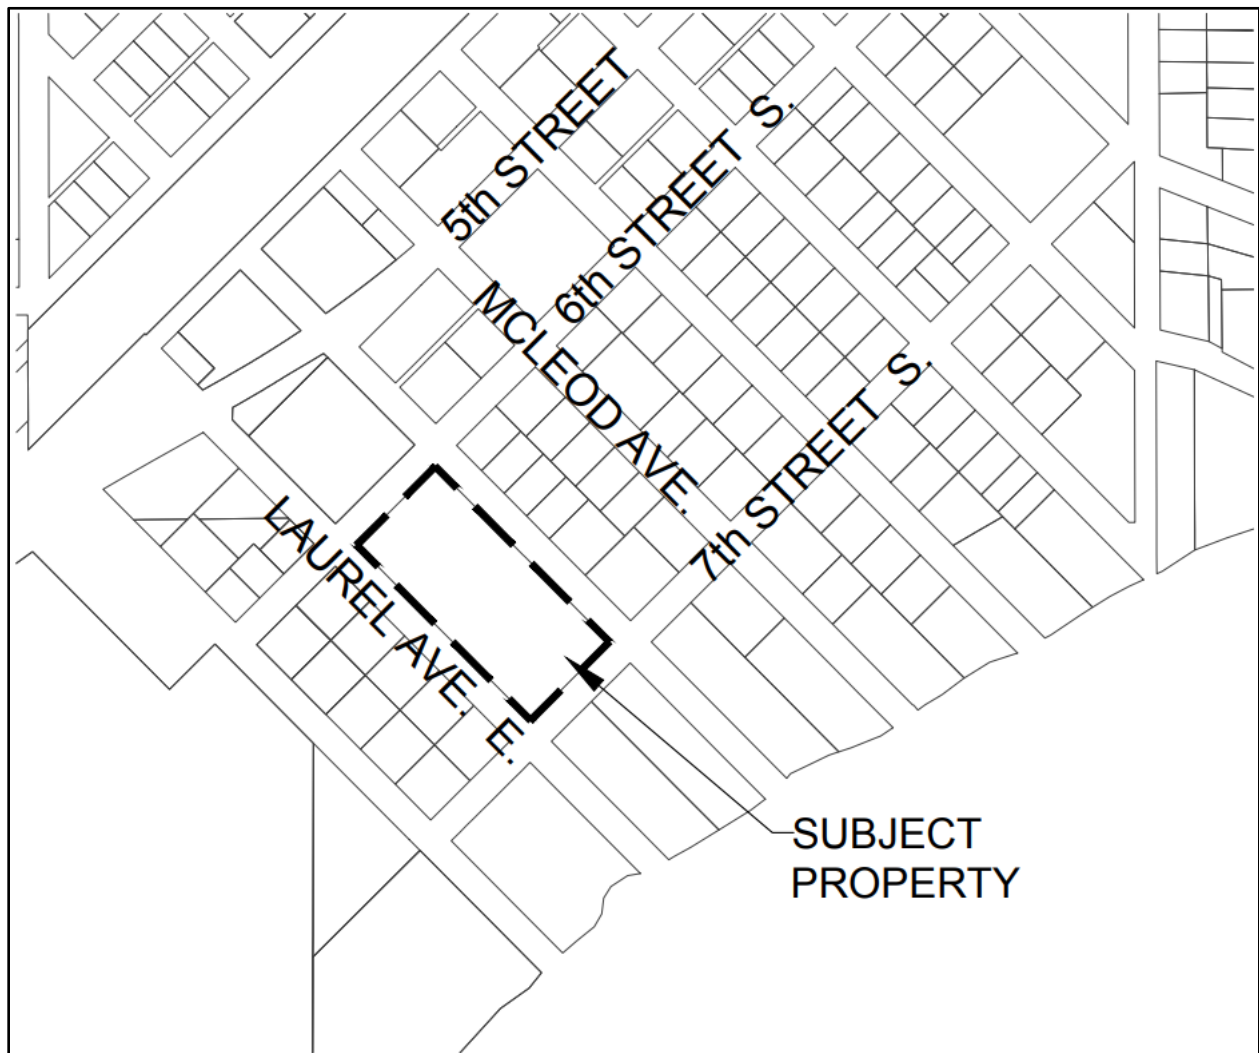 5th STREET
6th STREET S.
MCLEOD AVE.
7th STREET S.
LAUREL AVE. E.
SUBJECT
PROPERTY